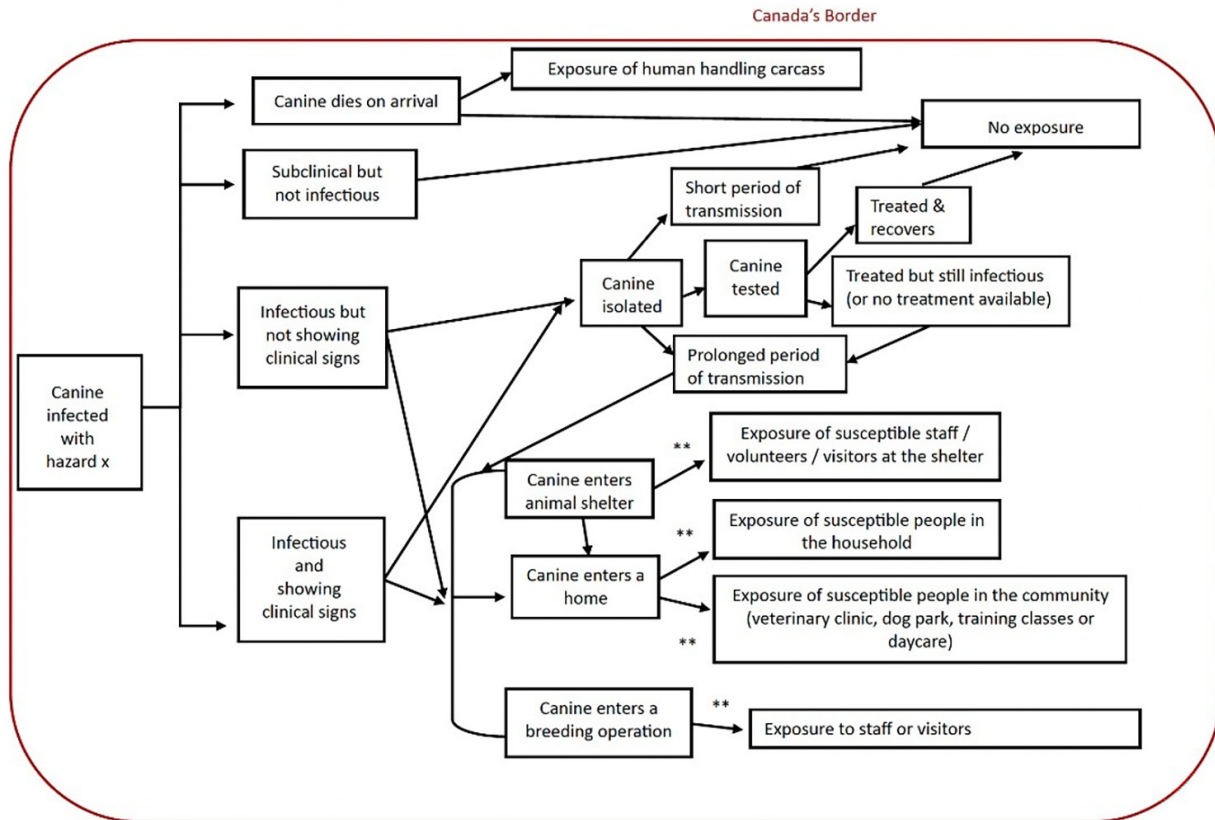 Canada's Border
Exposure of human handling carcass
Canine dies on arrival
No exposure
Subclinical but
not infectious
Short period of
transmission
Treated &
recovers
Canine
tested
Canine
isolated
Treated but still infectious
(or no treatment available)
Infectious but
not showing
clinical signs
Prolonged period
of transmission
Canine
infected
with
hazard x
**
Exposure of susceptible staff /
volunteers / visitors at the shelter
Canine enters
animal shelter
Infectious
and
showing
clinical signs
**
Exposure of susceptible people in
the household
Canine enters a
home
Exposure of susceptible people in the community
(veterinary clinic, dog park, training classes or
daycare)
**
Canine enters a
breeding operation
**
Exposure to staff or visitors